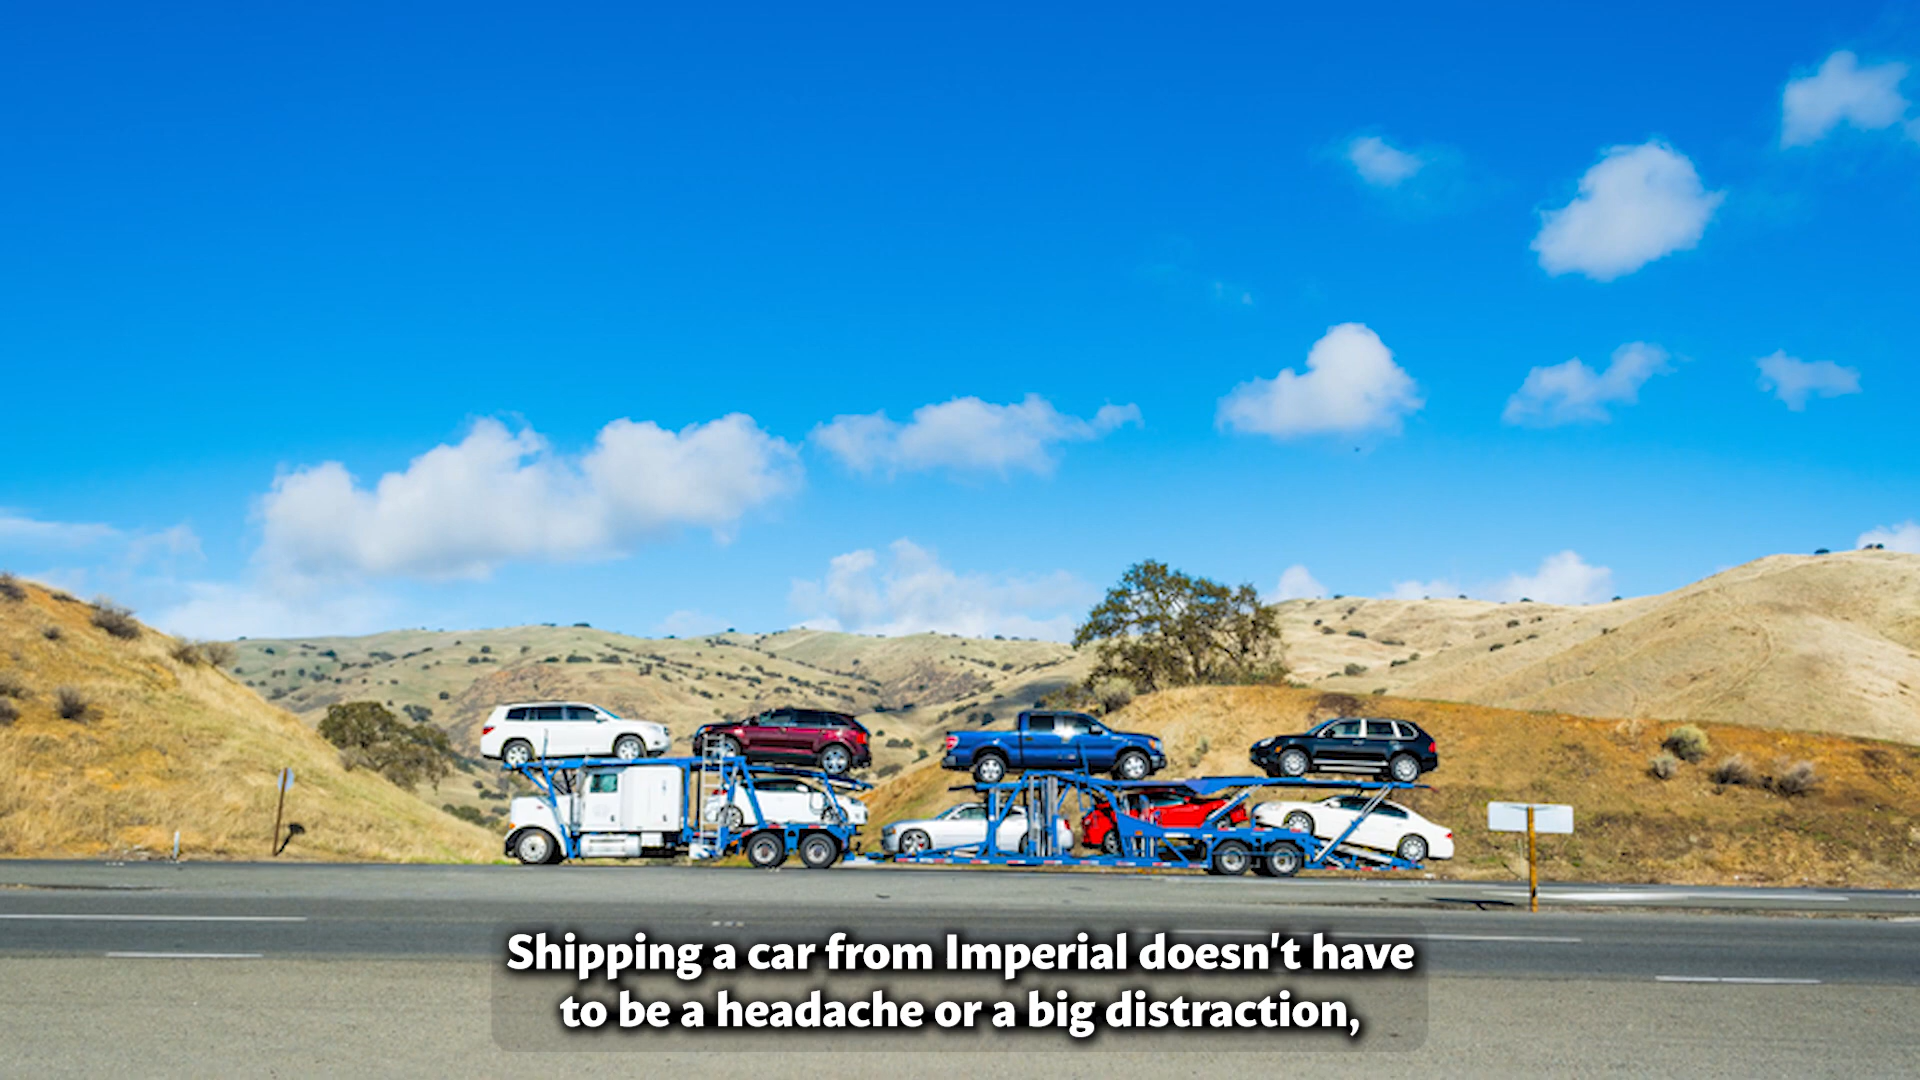 Shipping a car from Imperial doesn't have
to be a headache or a big distraction,